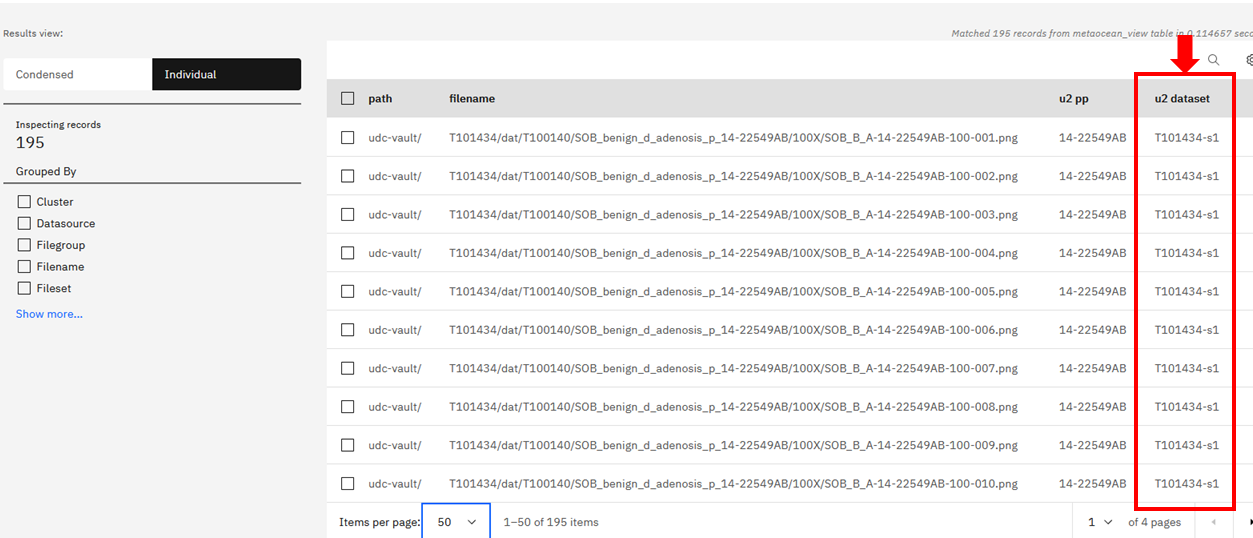 Results view:
Matched 195 records from metaocean_view table in 0.114657
Condensed
Individual
path filename u2 pp u2 dataset
Inspecting records
195
Grouped By
Cluster
Datasource
Filegroup
Filename
Fileset
Show more...
udc-vault/ T101434/dat/T100140/SOB_benign_d_adenosis_p_14-22549AB/100X/SOB_B_A-14-22549AB-100-001.png 14-22549AB T101434-s1
udc-vault/ T101434/dat/T100140/SOB_benign_d_adenosis_p_14-22549AB/100X/SOB_B_A-14-22549AB-100-002.png 14-22549AB T101434-s1
udc-vault/ T101434/dat/T100140/SOB_benign_d_adenosis_p_14-22549AB/100X/SOB_B_A-14-22549AB-100-003.png 14-22549AB T101434-s1
udc-vault/ T101434/dat/T100140/SOB_benign_d_adenosis_p_14-22549AB/100X/SOB_B_A-14-22549AB-100-004.png 14-22549AB T101434-s1
udc-vault/ T101434/dat/T100140/SOB_benign_d_adenosis_p_14-22549AB/100X/SOB_B_A-14-22549AB-100-005.png 14-22549AB T101434-s1
udc-vault/ T101434/dat/T100140/SOB_benign_d_adenosis_p_14-22549AB/100X/SOB_B_A-14-22549AB-100-006.png 14-22549AB T101434-s1
udc-vault/ T101434/dat/T100140/SOB_benign_d_adenosis_p_14-22549AB/100X/SOB_B_A-14-22549AB-100-007.png 14-22549AB T101434-s1
udc-vault/ T101434/dat/T100140/SOB_benign_d_adenosis_p_14-22549AB/100X/SOB_B_A-14-22549AB-100-008.png 14-22549AB T101434-s1
udc-vault/ T101434/dat/T100140/SOB_benign_d_adenosis_p_14-22549AB/100X/SOB_B_A-14-22549AB-100-009.png 14-22549AB T101434-s1
udc-vault/ T101434/dat/T100140/SOB_benign_d_adenosis_p_14-22549AB/100X/SOB_B_A-14-22549AB-100-010.png 14-22549AB T101434-s1
Items per page: 50 1–50 of 195 items 1 of 4 pages